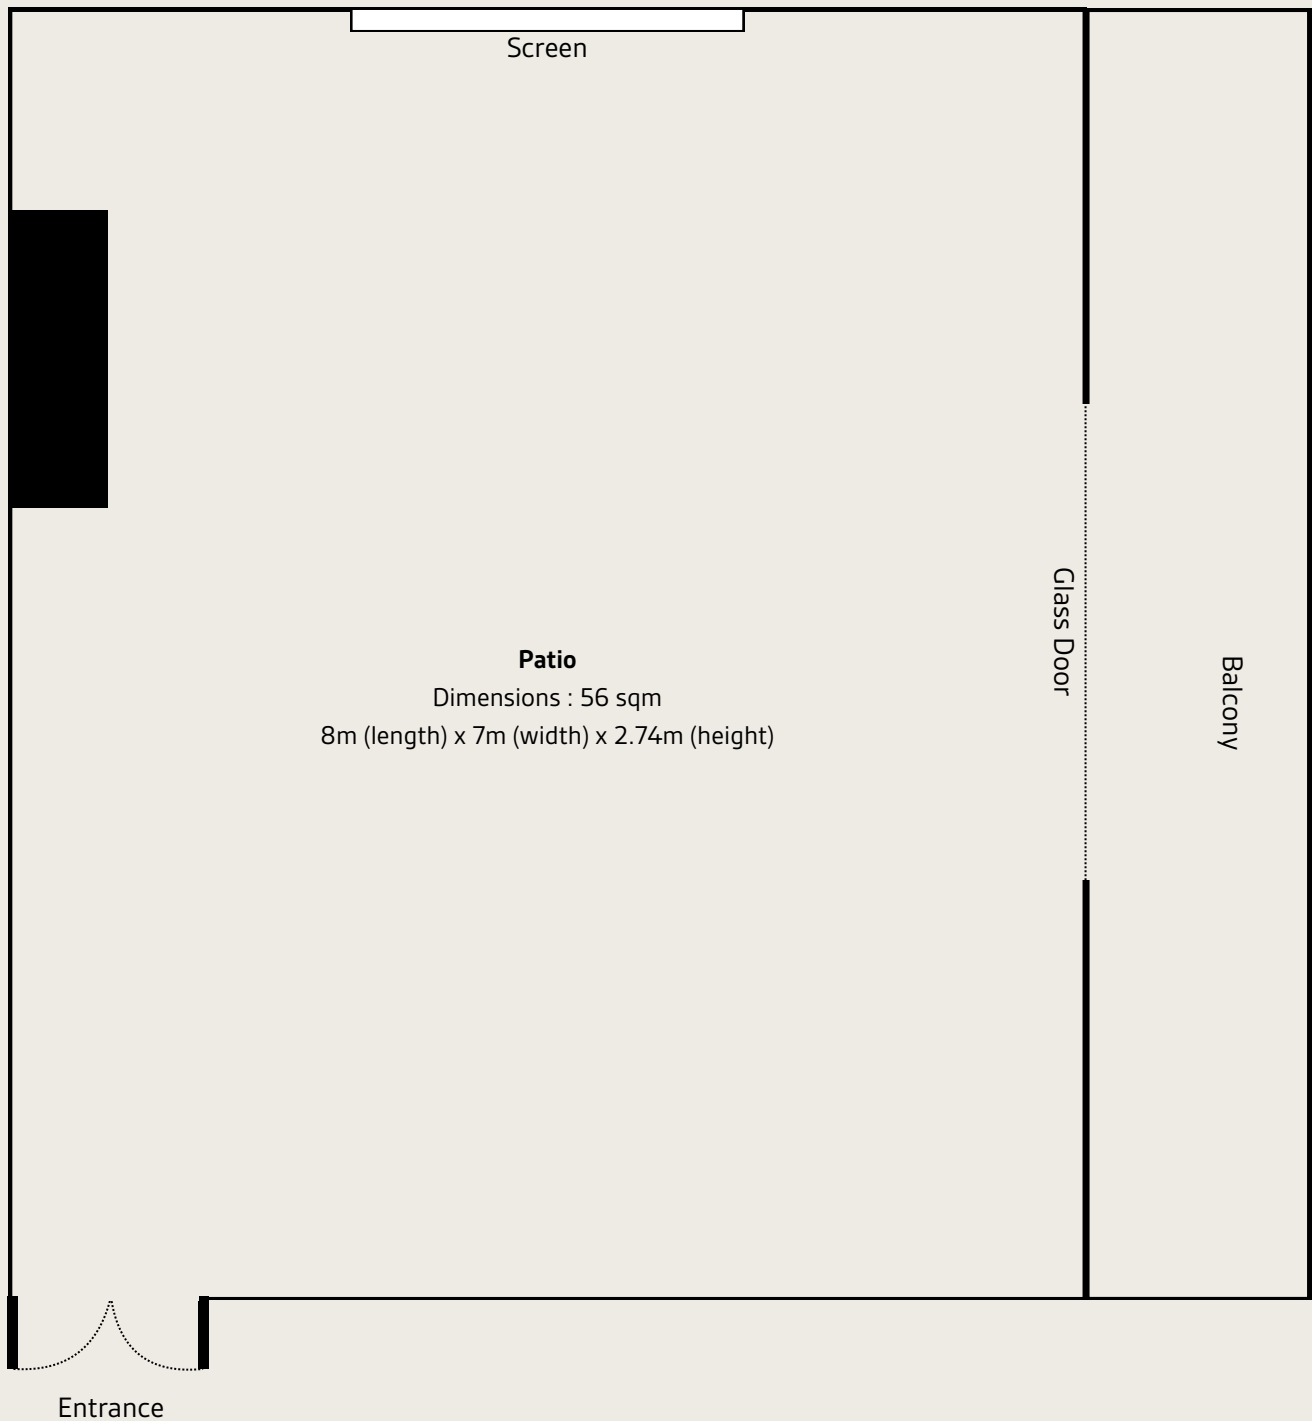 Screen
Glass Door
Balcony
Patio
Dimensions : 56 sqm
8m (length) x 7m (width) x 2.74m (height)
Entrance